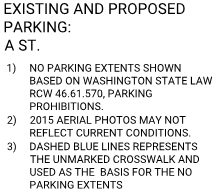 EXISTING AND PROPOSED
PARKING:
A ST.
1) NO PARKING EXTENTS SHOWN
BASED ON WASHINGTON STATE LAW
RCW 46.61.570, PARKING
PROHIBITIONS.
2) 2015 AERIAL PHOTOS MAY NOT
REFLECT CURRENT CONDITIONS.
3) DASHED BLUE LINES REPRESENTS
THE UNMARKED CROSSWALK AND
USED AS THE BASIS FOR THE NO
PARKING EXTENTS